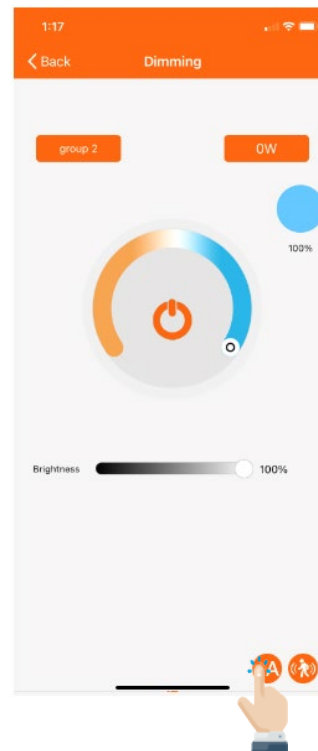 1:17
Back Dimming
group 2 0W
100%
Brightness 100%
A